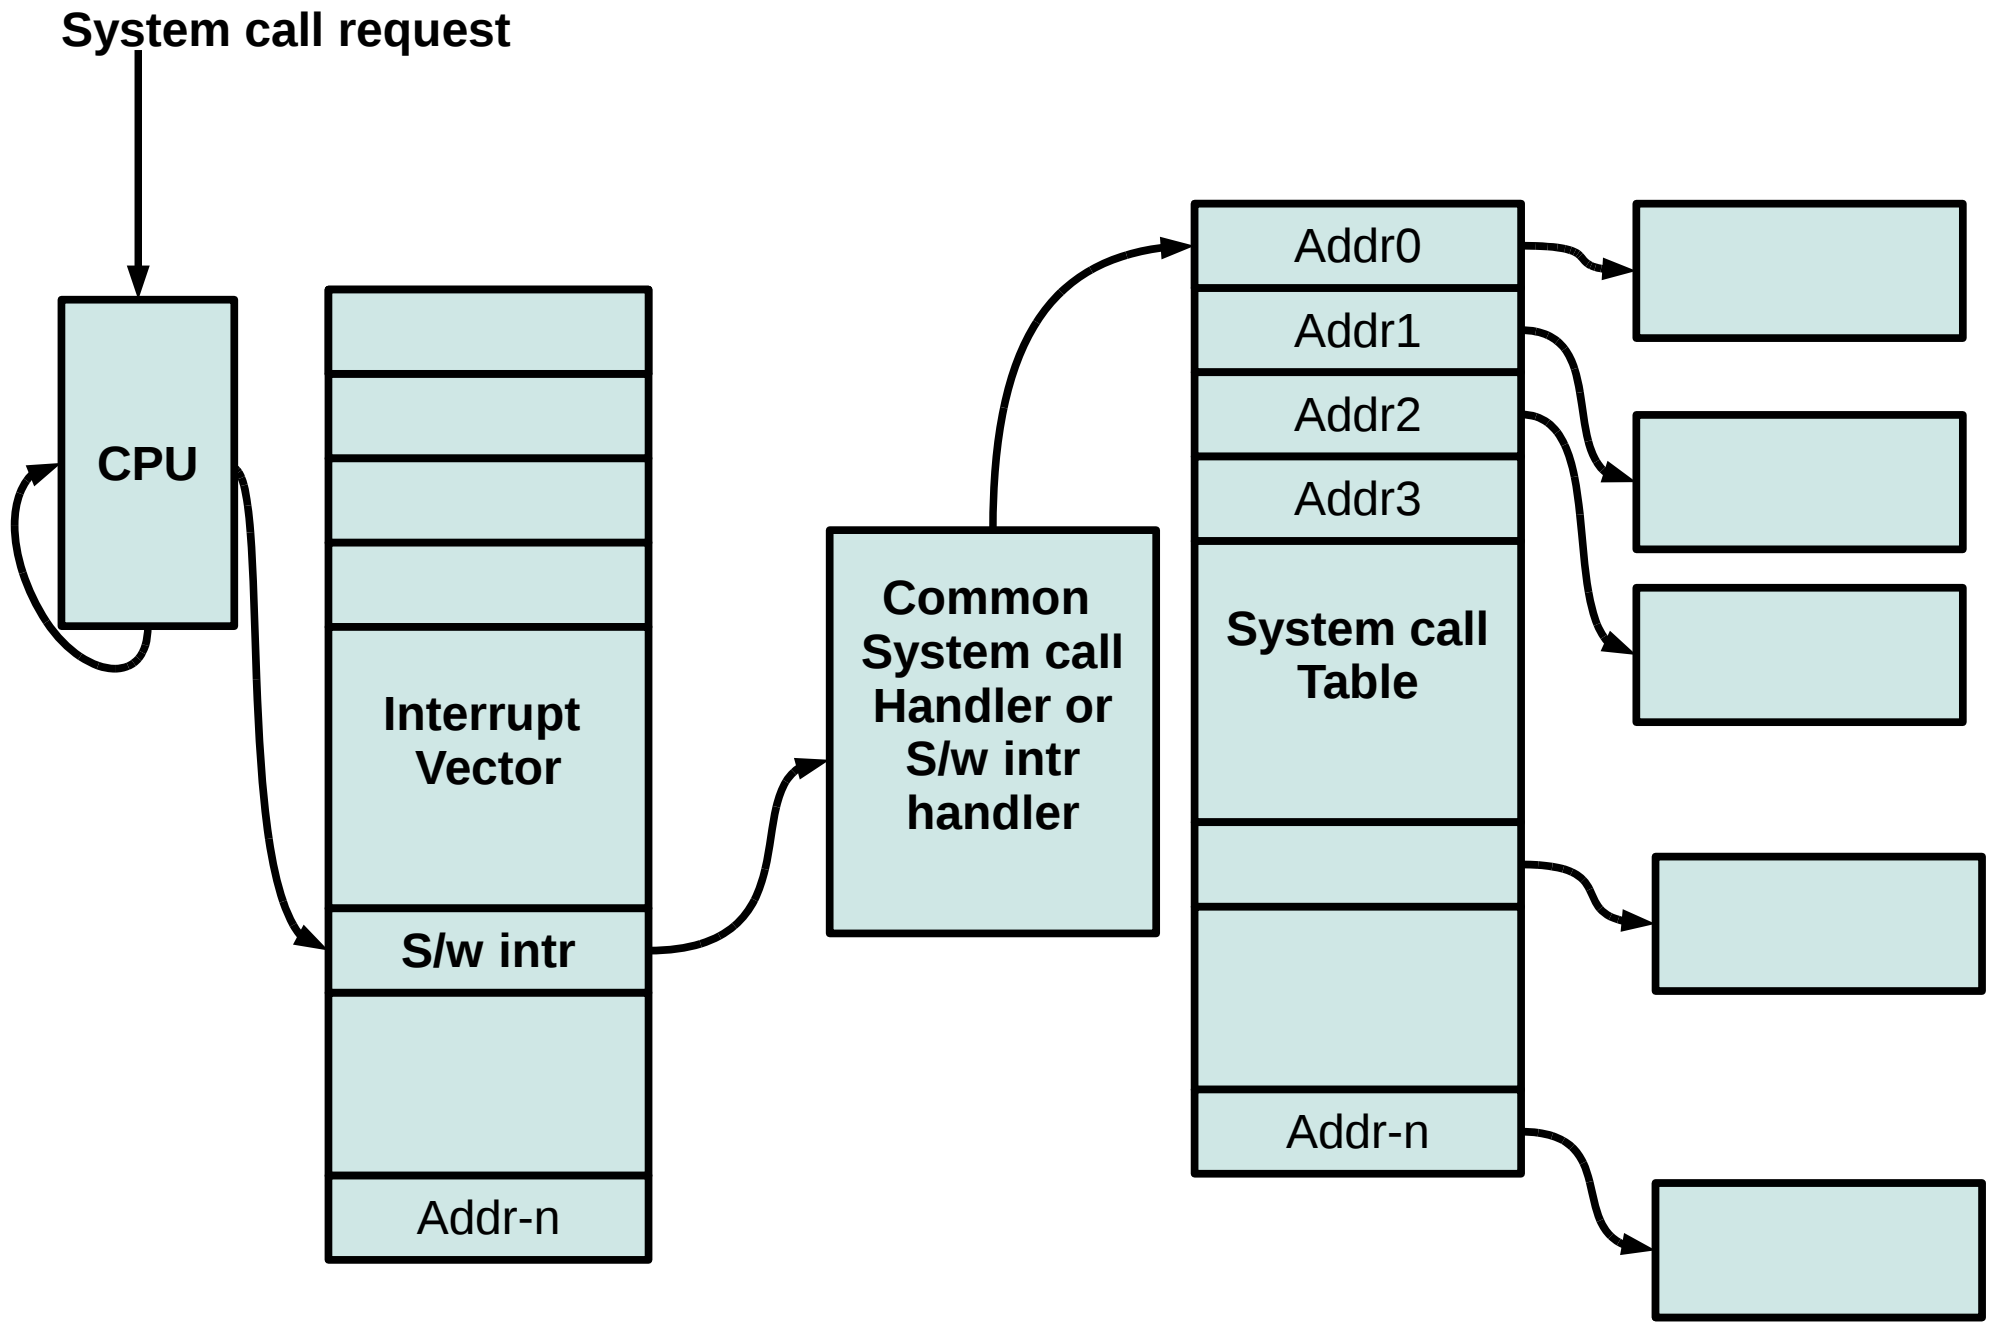 System call request
CPU
Interrupt
Vector
S/w intr
Addr-n
Common
System call
Handler or
S/w intr
handler
Addr0
Addr1
Addr2
Addr3
System call
Table
Addr-n